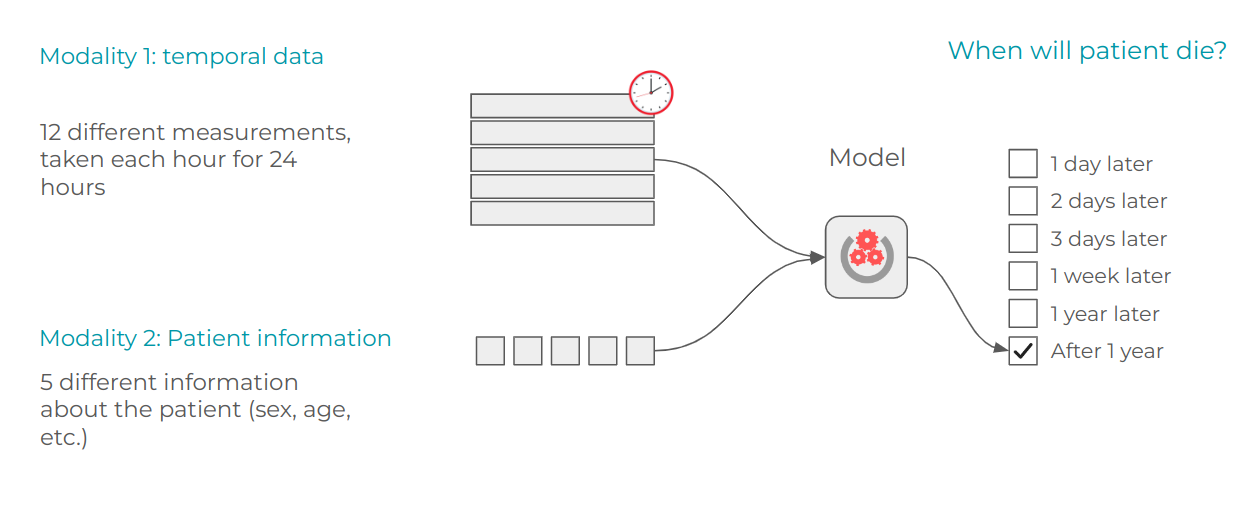 Modality 1: temporal data
12 different measurements,
taken each hour for 24
hours
Modality 2: Patient information
5 different information
about the patient (sex, age,
etc.)
Model
When will patient die?
1 day later
2 days later
3 days later
1 week later
1 year later
After 1 year